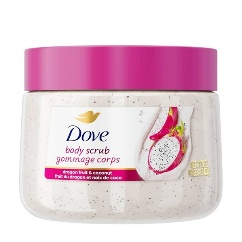 Dove
body scrub
gommage corps
dragon fruit & coconut
fruit du dragon et noix de coco